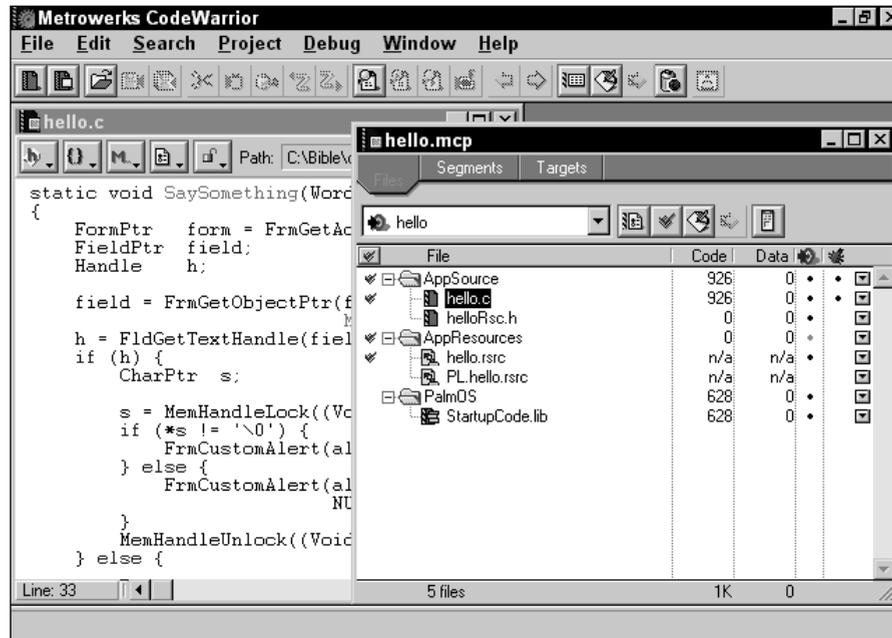 Metrowerks CodeWarrior
File Edit Search Project Debug Window Help
hello.c
Path: C:\Bible\c
static void SaySomething(Word
{
FormPtr form = FrmGetAc
FieldPtr field;
Handle h;
field = FrmGetObjectPtr(f
h = FldGetTextHandle(fiel
if (h) {
CharPtr s;
s = MemHandleLock((Vo
if (*s != '\0') {
FrmCustomAlert(al
} else {
FrmCustomAlert(al
NU
}
MemHandleUnlock((Void
} else {
Line: 33
hello.mcp
Files Segments Targets
hello
File Code Data
AppSource 926 0
hello.c 926 0
helloRsc.h 0 0
AppResources 0 0
hello.rsrc n/a n/a
PL.hello.rsrc n/a n/a
PalmOS 628 0
StartupCode.lib 628 0
5 files 1K 0